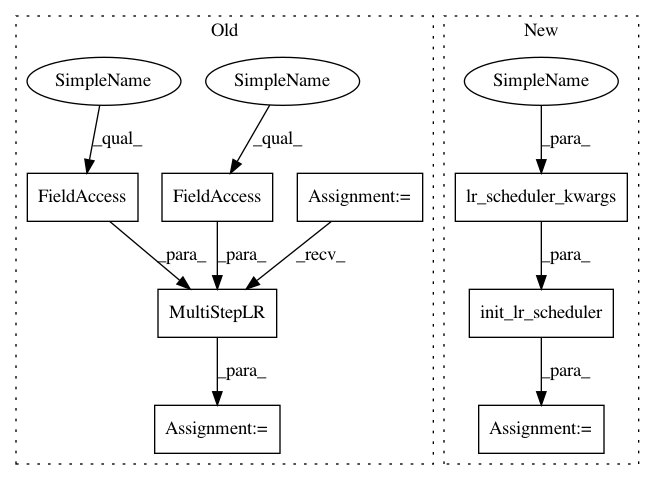 Old
New
SimpleName
SimpleName
SimpleName
_qual_
_qual_
_para_
FieldAccess
FieldAccess
Assignment:=
lr_scheduler_kwargs
_para_
_para_
_recv_
_para_
MultiStepLR
init_lr_scheduler
_para_
_para_
Assignment:=
Assignment:=